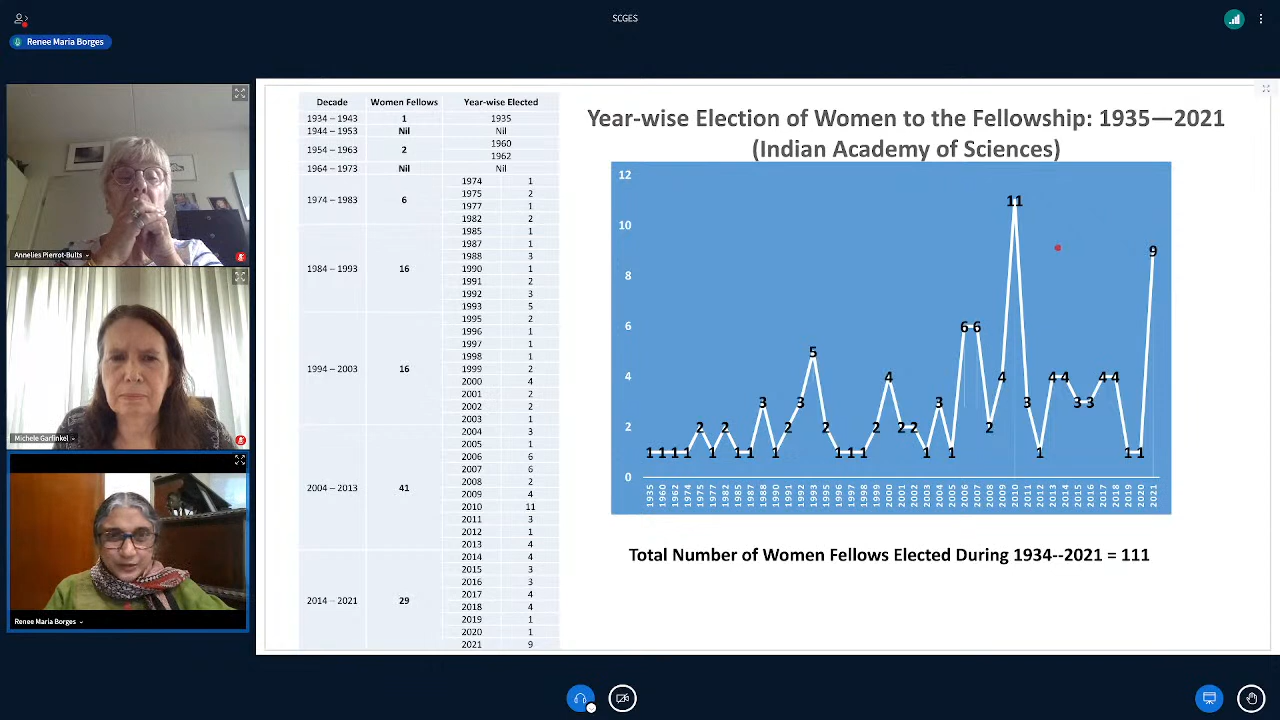 SCGES
Renee Maria Borges
Annelies Pierrot-Bults
Michele Garfinkel
Renee Maria Borges
Decade Women Fellows Year-wise Elected
1934 – 1943 1 1935
1944 – 1953 Nil Nil
1954 – 1963 2 1960
1962
1964 – 1973 Nil Nil
1974 – 1983 6 1974 1
1975 2
1977 1
1982 2
1984 – 1993 16 1985 1
1987 1
1988 3
1990 1
1991 2
1992 3
1993 5
1994 – 2003 16 1995 2
1996 1
1997 1
1998 1
1999 2
2000 4
2001 2
2002 2
2003 1
2004 – 2013 41 2004 3
2005 1
2006 6
2007 6
2008 2
2009 4
2010 11
2011 3
2012 1
2013 4
2014 – 2021 29 2014 4
2015 3
2016 3
2017 4
2018 4
2019 1
2020 1
2021 9
Year-wise Election of Women to the Fellowship: 1935—2021
(Indian Academy of Sciences)
12
10
8
6
4
2
0
1 1 1 1 2 1 2 1 1 3 1 2 3 5 2 1 1 1 2 4 2 2 1 3 1 6 6 2 4 11 3 1 4 4 3 3 4 4 1 1 9
1935 1960 1962 1974 1975 1977 1982 1985 1987 1988 1990 1991 1992 1993 1995 1996 1997 1998 1999 2000 2001 2002 2003 2004 2005 2006 2007 2008 2009 2010 2011 2012 2013 2014 2015 2016 2017 2018 2019 2020 2021
Total Number of Women Fellows Elected During 1934--2021 = 111